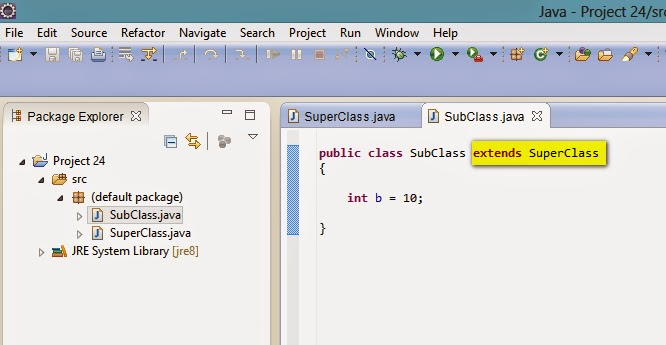 Java - Project 24/src
File Edit Source Refactor Navigate Search Project Run Window Help
Package Explorer
SuperClass.java
SubClass.java
Project 24
src
(default package)
SubClass.java
SuperClass.java
JRE System Library [jre8]
public class SubClass extends SuperClass
{
int b = 10;
}